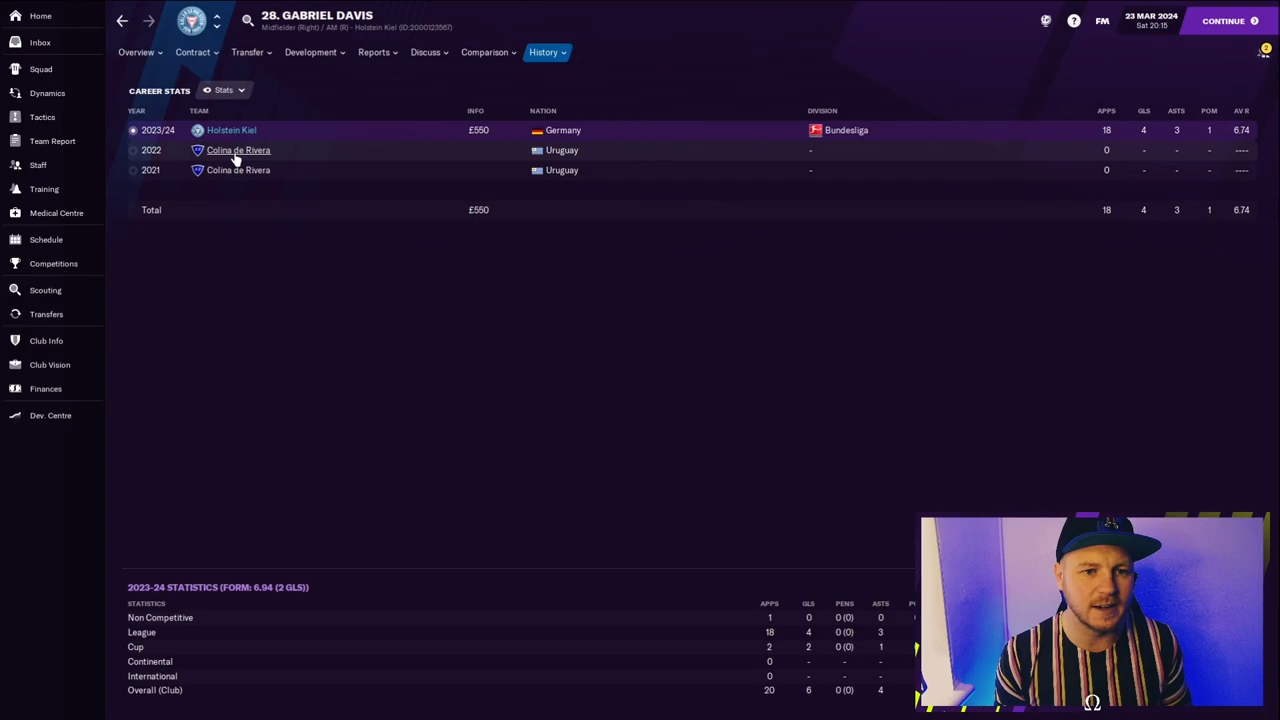 Home
Inbox
Squad
Dynamics
Tactics
Team Report
Staff
Training
Medical Centre
Schedule
Competitions
Scouting
Transfers
Club Info
Club Vision
Finances
Dev. Centre
28. GABRIEL DAVIS
Midfielder (Right) / AM (R) - Holstein Kiel (ID:2000123567)
? FM 23 MAR 2024 CONTINUE
Sat 20:15
2
Overview Contract Transfer Development Reports Discuss Comparison History
CAREER STATS Stats
YEAR TEAM INFO NATION DIVISION APPS GLS ASTS POM AV R
2023/24 Holstein Kiel £550 Germany Bundesliga 18 4 3 1 6.74
2022 Colina de Rivera Uruguay - 0 - - - ----
2021 Colina de Rivera Uruguay - 0 - - - ----
Total £550 18 4 3 1 6.74
2023-24 STATISTICS (FORM: 6.94 (2 GLS))
STATISTICS APPS GLS PENS ASTS
Non Competitive 1 0 0 (0) 0
League 18 4 0 (0) 3
Cup 2 2 0 (0) 1
Continental 0 - - -
International 0 - - -
Overall (Club) 20 6 0 (0) 4
Ω